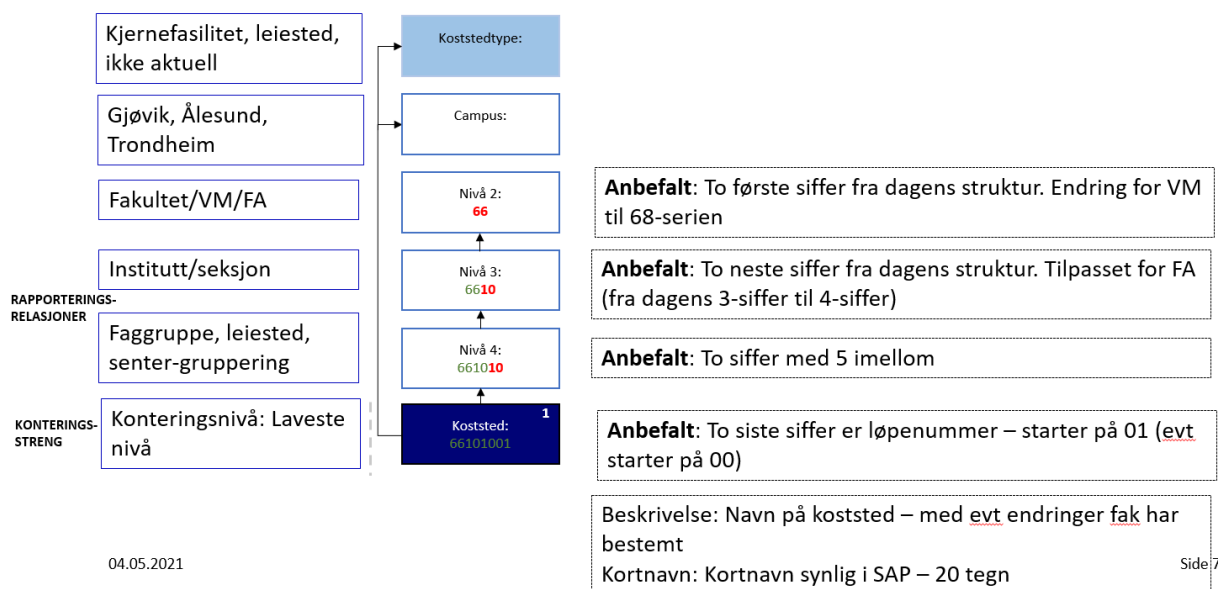 Kjernefasilitet, leiested,
ikke aktuell
Koststedtype:
Gjøvik, Ålesund,
Trondheim
Campus:
Fakultet/VM/FA
Nivå 2:
66
Anbefalt: To første siffer fra dagens struktur. Endring for VM
til 68-serien
Institutt/seksjon
Nivå 3:
6610
Anbefalt: To neste siffer fra dagens struktur. Tilpasset for FA
(fra dagens 3-siffer til 4-siffer)
RAPPORTERINGS-
RELASJONER
Faggruppe, leiested,
senter-gruppering
Nivå 4:
661010
Anbefalt: To siffer med 5 imellom
KONTERINGS-
STRENG
Konteringsnivå: Laveste
nivå
1
Koststed:
66101001
Anbefalt: To siste siffer er løpenummer – starter på 01 (evt
starter på 00)
Beskrivelse: Navn på koststed – med evt endringer fak har
bestemt
Kortnavn: Kortnavn synlig i SAP – 20 tegn
04.05.2021
Side 7